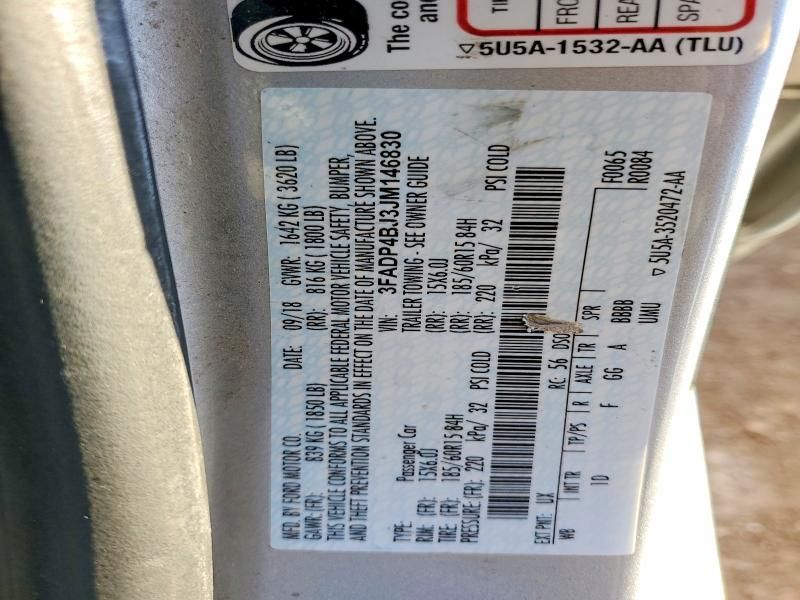 The co
and
TI
FRO
REA
SPA
▽5U5A-1532-AA (TLU)
MFD. BY FORD MOTOR CO. DATE: 09/18 GVWR: 1642 KG ( 3620 LB)
GAWR: (FR): 839 KG ( 1850 LB) (RR): 816 KG ( 1800 LB)
THIS VEHICLE CONFORMS TO ALL APPLICABLE FEDERAL MOTOR VEHICLE SAFETY, BUMPER,
AND THEFT PREVENTION STANDARDS IN EFFECT ON THE DATE OF MANUFACTURE SHOWN ABOVE.
VIN: 3FADP4BJ3JM146830
TYPE: Passenger Car TRAILER TOWING - SEE OWNER GUIDE
RIM: (FR): 15X6.0J (RR): 15X6.0J
TIRE: (FR): 185/60R15 84H (RR): 185/60R15 84H
PRESSURE: (FR): 220 kPa/ 32 PSI COLD (RR): 220 kPa/ 32 PSI COLD
EXT PNT: UX RC: 56 DSO: F0065
WB INT TR TP/PS R AXLE TR SPR R0084
1D F GG A BBBB
UMU ▽ 5U5A-3520472-AA